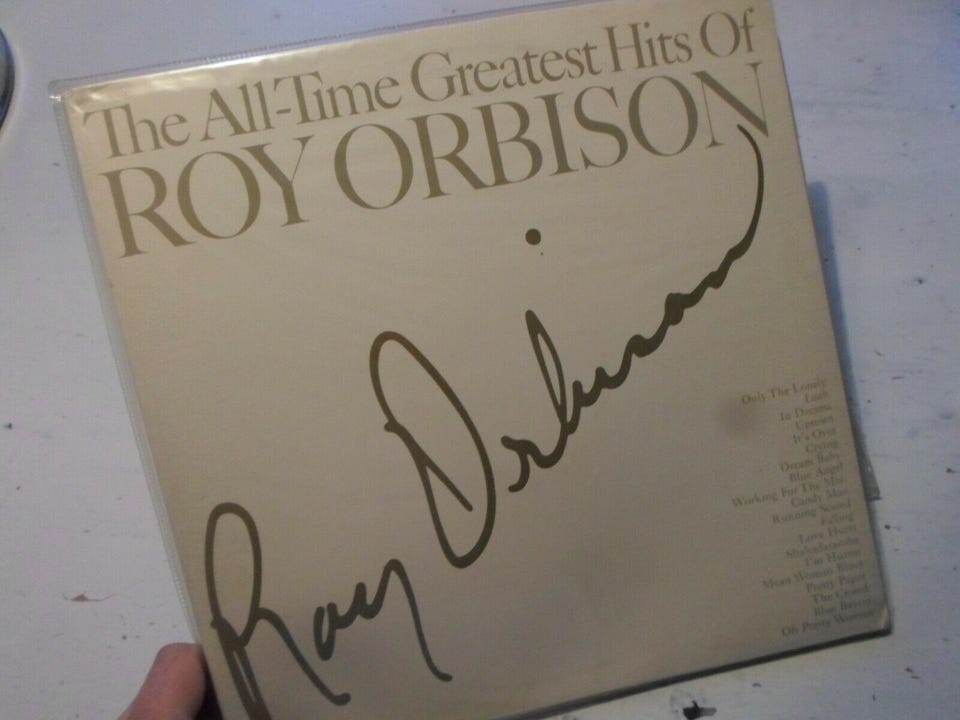 The All-Time Greatest Hits Of
ROY ORBISON
Roy Orbison
Only The Lonely
Leah
In Dreams
Uptown
It's Over
Crying
Dream Baby
Blue Angel
Working For The Man
Candy Man
Running Scared
Falling
Love Hurts
Shahadaroba
I'm Hurtin'
Mean Woman Blues
Pretty Paper
The Crowd
Blue Bayou
Oh Pretty Woman